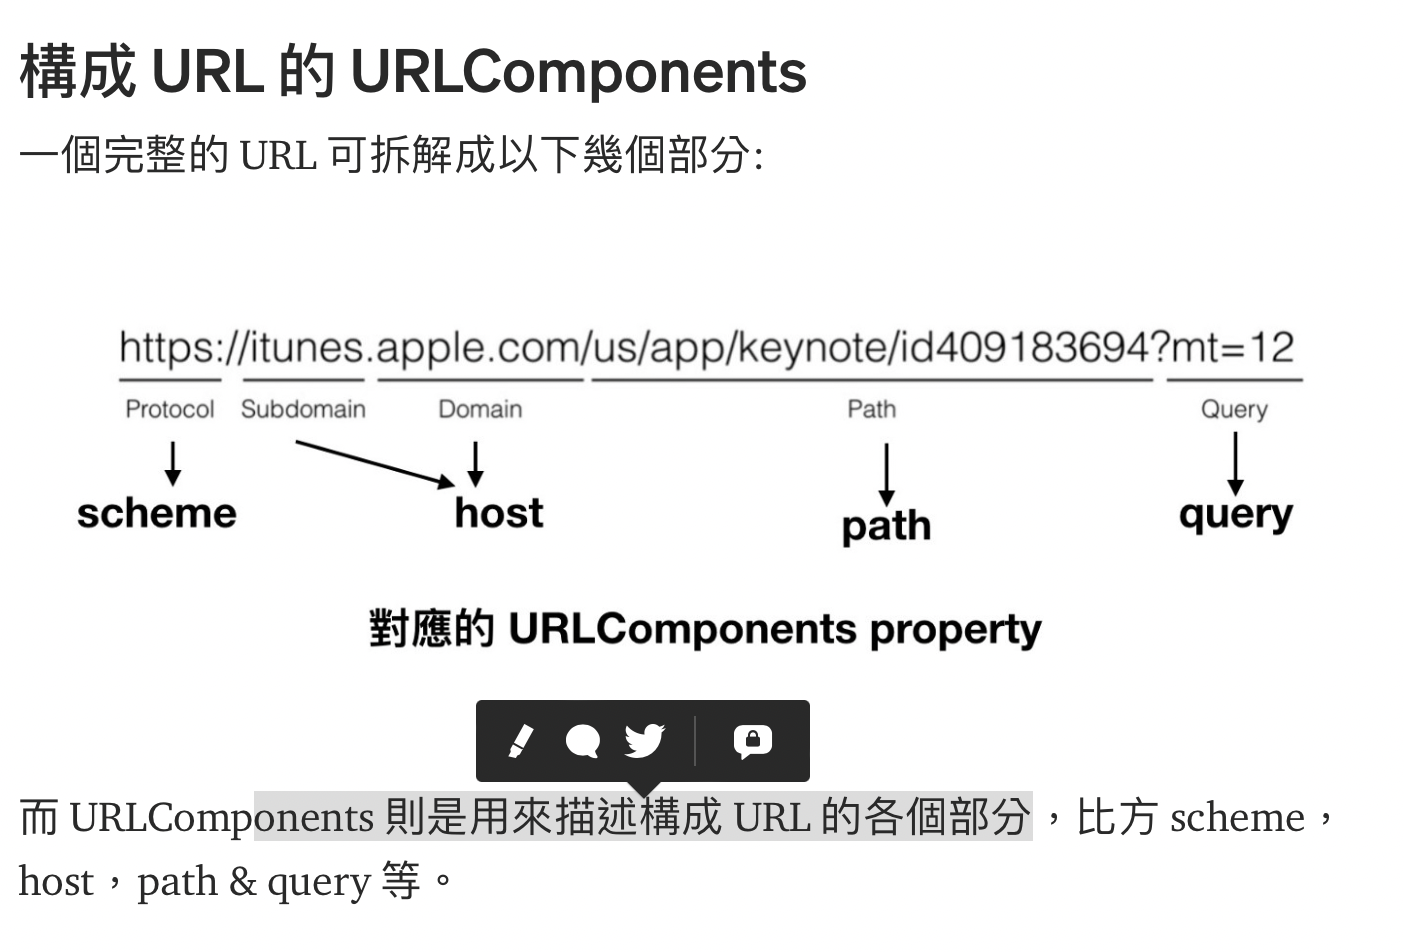 構成 URL 的 URLComponents
一個完整的 URL 可拆解成以下幾個部分:
https://itunes.apple.com/us/app/keynote/id409183694?mt=12
Protocol Subdomain Domain Path Query
scheme host path query
對應的 URLComponents property
而 URLComponents 則是用來描述構成 URL 的各個部分，比方 scheme，
host，path & query 等。